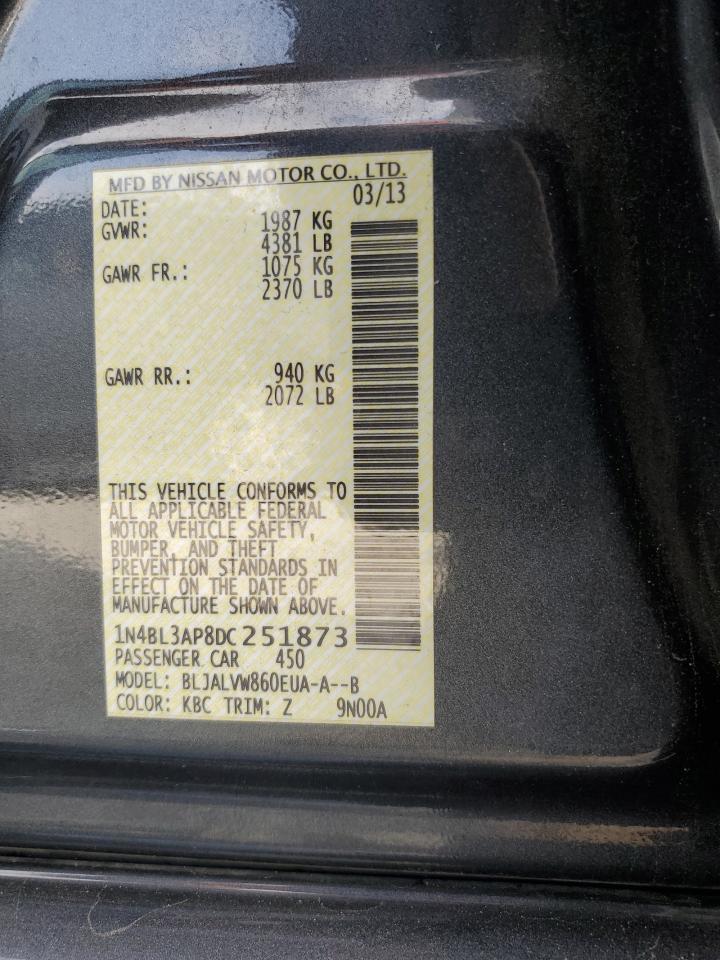 MFD BY NISSAN MOTOR CO., LTD.
DATE: 03/13
GVWR: 1987 KG
4381 LB
GAWR FR.: 1075 KG
2370 LB
GAWR RR.: 940 KG
2072 LB
THIS VEHICLE CONFORMS TO
ALL APPLICABLE FEDERAL
MOTOR VEHICLE SAFETY,
BUMPER, AND THEFT
PREVENTION STANDARDS IN
EFFECT ON THE DATE OF
MANUFACTURE SHOWN ABOVE.
1N4BL3AP8DC251873
PASSENGER CAR 450
MODEL: BLJALVW860EUA-A--B
COLOR: KBC TRIM: Z 9N00A